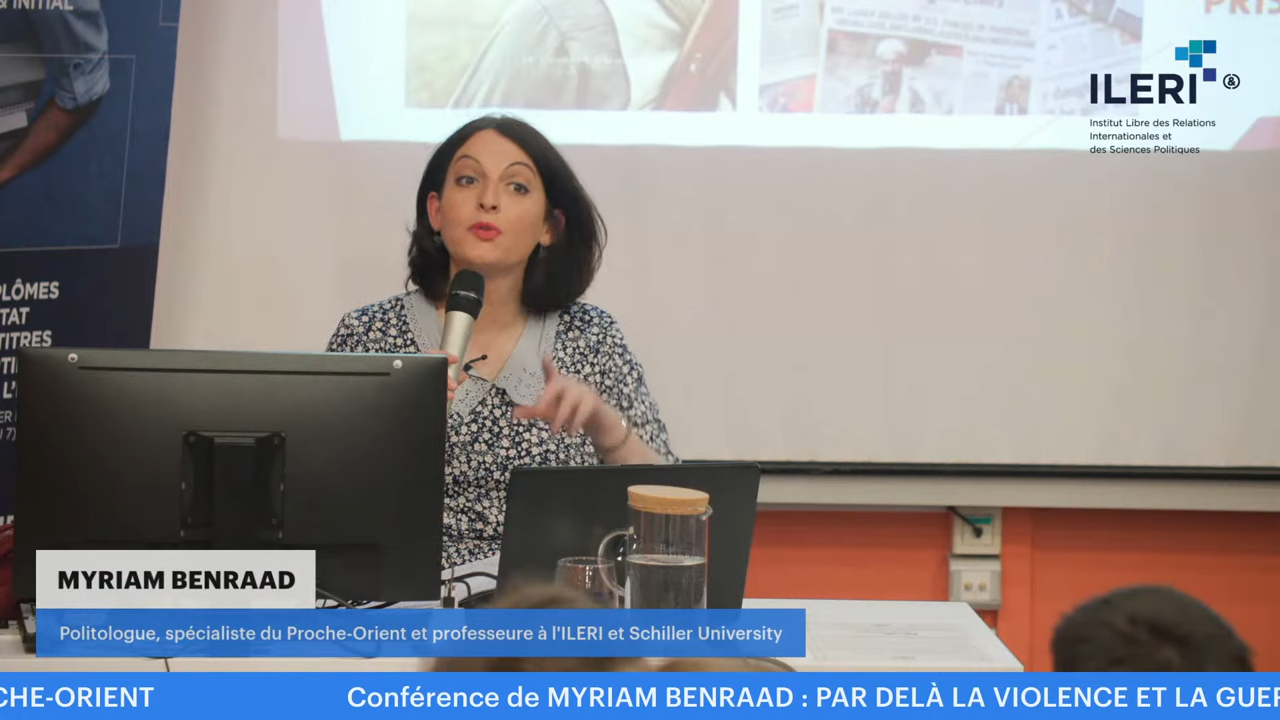 & INITIAL
PRIS
ILERI &
Institut Libre des Relations
Internationales et
des Sciences Politiques
PLÔMES
TAT
TITRES
L'
MYRIAM BENRAAD
Politologue, spécialiste du Proche-Orient et professeure à l'ILERI et Schiller University
CHE-ORIENT Conférence de MYRIAM BENRAAD : PAR DELÀ LA VIOLENCE ET LA GUER